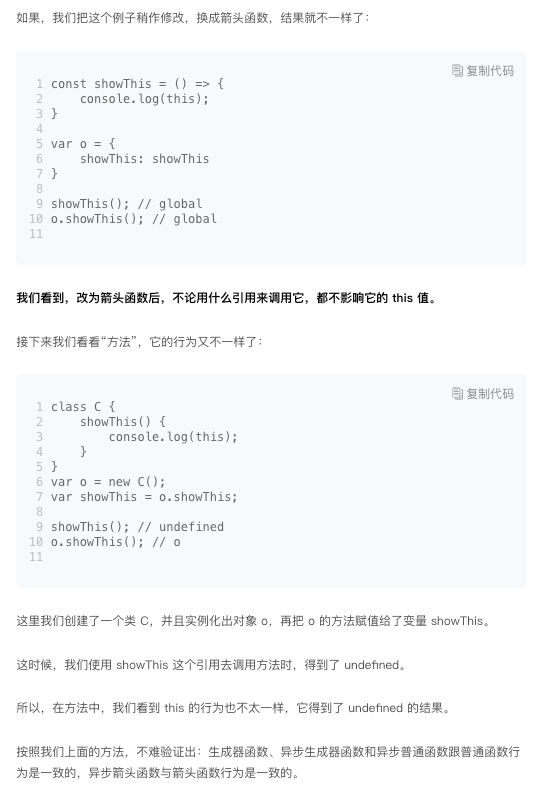 如果，我们把这个例子稍作修改，换成箭头函数，结果就不一样了：
复制代码
1 const showThis = () => {
2     console.log(this);
3 }
4
5 var o = {
6     showThis: showThis
7 }
8
9 showThis(); // global
10 o.showThis(); // global
11
我们看到，改为箭头函数后，不论用什么引用来调用它，都不影响它的 this 值。
接下来我们看看“方法”，它的行为又不一样了：
复制代码
1 class C {
2     showThis() {
3         console.log(this);
4     }
5 }
6 var o = new C();
7 var showThis = o.showThis;
8
9 showThis(); // undefined
10 o.showThis(); // o
11
这里我们创建了一个类 C，并且实例化出对象 o，再把 o 的方法赋值给了变量 showThis。
这时候，我们使用 showThis 这个引用去调用方法时，得到了 undefined。
所以，在方法中，我们看到 this 的行为也不太一样，它得到了 undefined 的结果。
按照我们上面的方法，不难验证出：生成器函数、异步生成器函数和异步普通函数跟普通函数行
为是一致的，异步箭头函数与箭头函数行为是一致的。